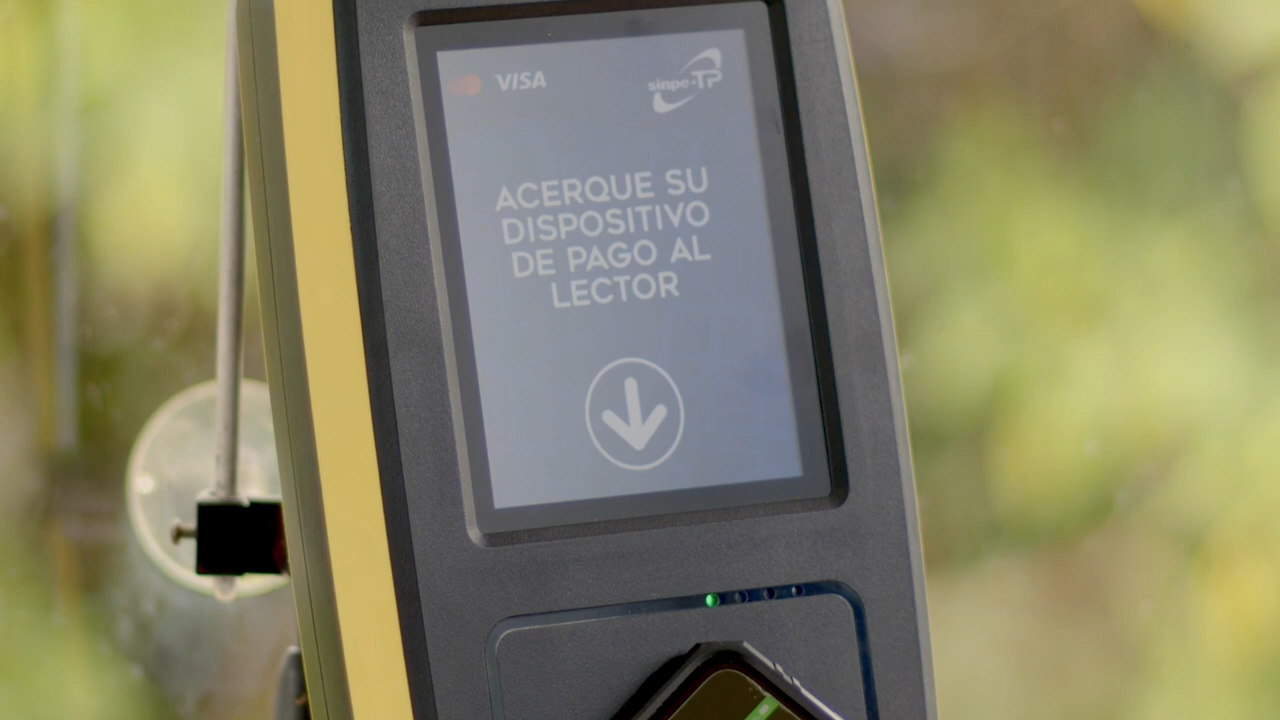 VISA
sinpe-TP
ACERQUE SU
DISPOSITIVO
DE PAGO AL
LECTOR